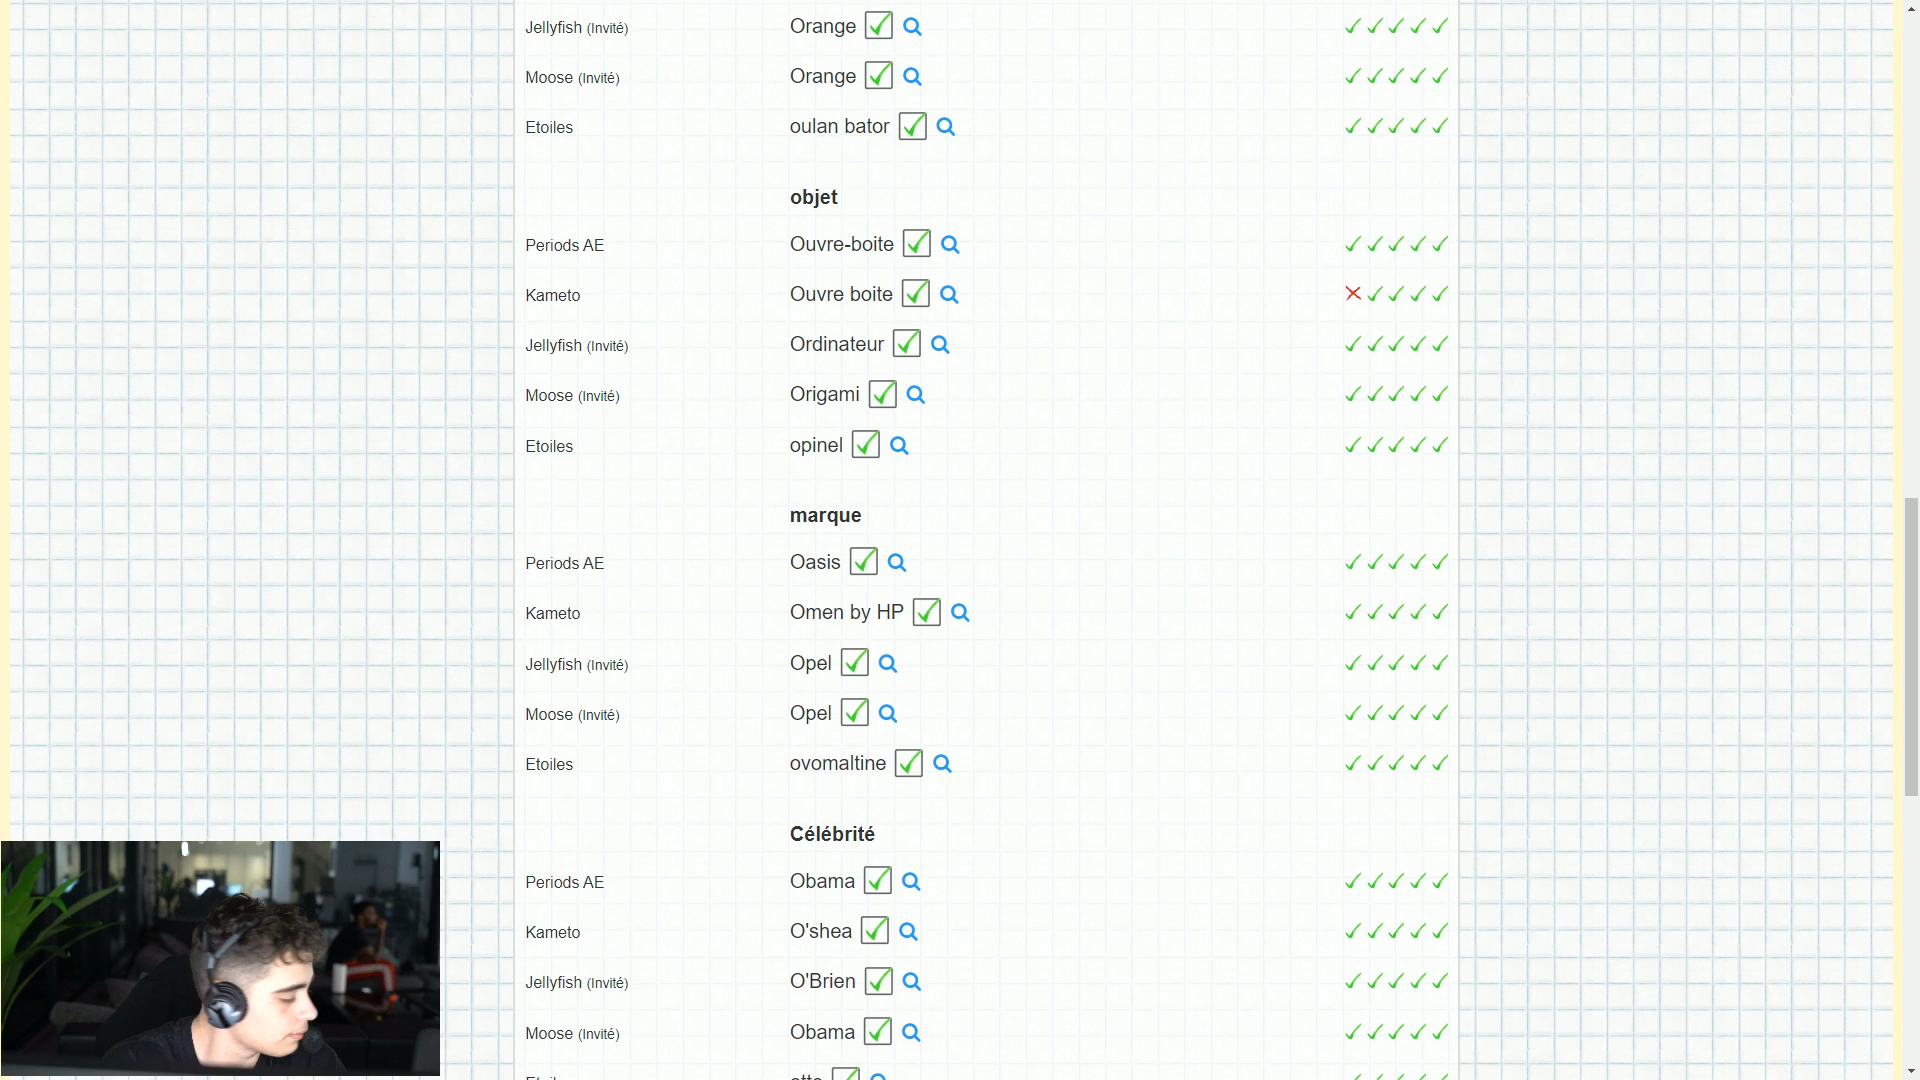 Jellyfish (Invité) Orange
Moose (Invité) Orange
Etoiles oulan bator
objet
Periods AE Ouvre-boite
Kameto Ouvre boite
Jellyfish (Invité) Ordinateur
Moose (Invité) Origami
Etoiles opinel
marque
Periods AE Oasis
Kameto Omen by HP
Jellyfish (Invité) Opel
Moose (Invité) Opel
Etoiles ovomaltine
Célébrité
Periods AE Obama
Kameto O'shea
Jellyfish (Invité) O'Brien
Moose (Invité) Obama